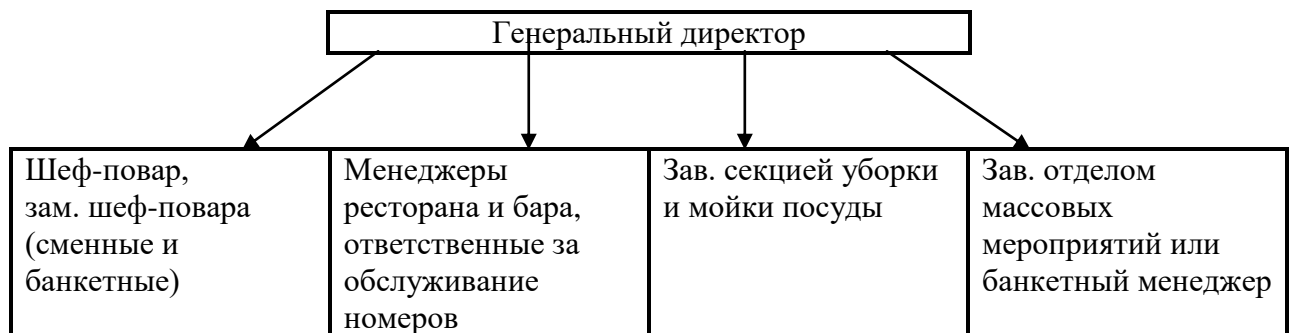 Генеральный директор
Шеф-повар,
зам. шеф-повара
(сменные и
банкетные)
Менеджеры
ресторана и бара,
ответственные за
обслуживание
номеров
Зав. секцией уборки
и мойки посуды
Зав. отделом
массовых
мероприятий или
банкетный менеджер